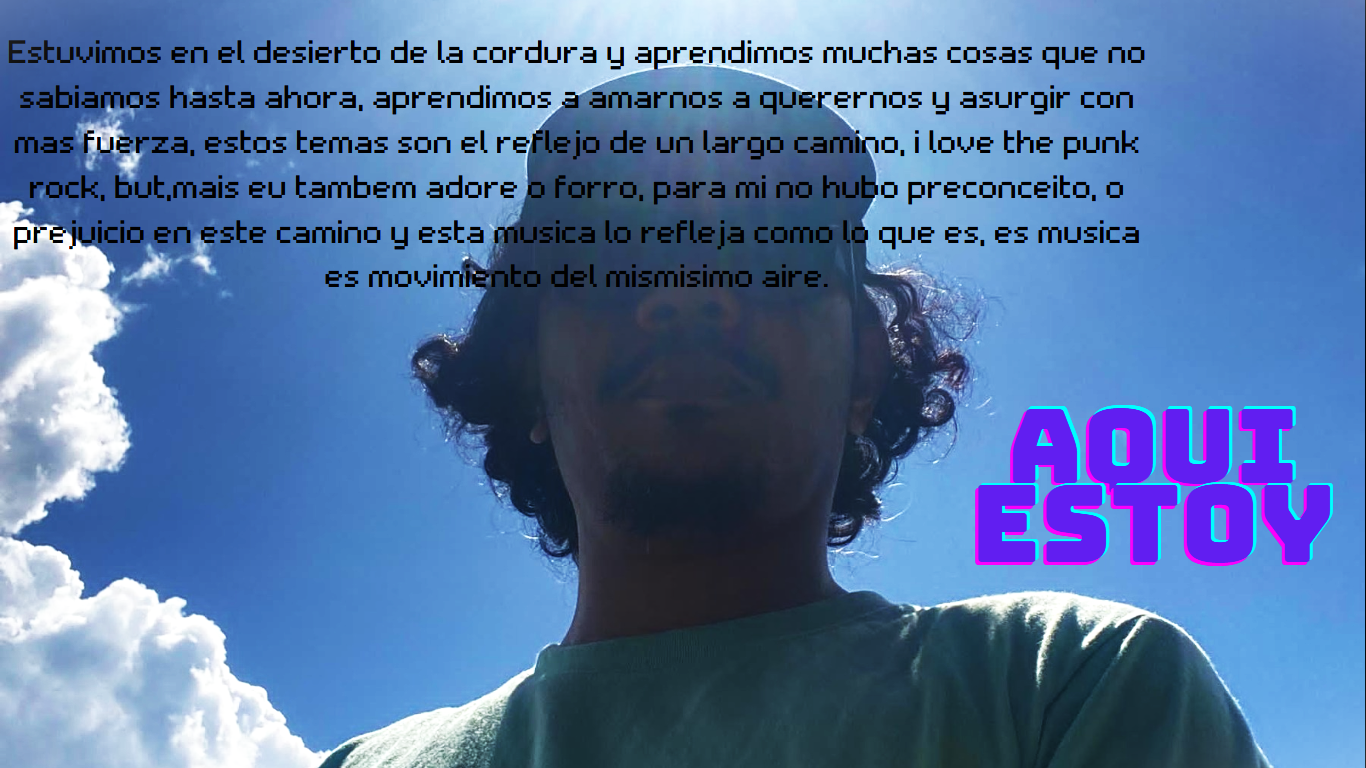 Estuvimos en el desierto de la cordura y aprendimos muchas cosas que no
sabiamos hasta ahora, aprendimos a amarnos a querernos y asurgir con
mas fuerza, estos temas son el reflejo de un largo camino, i love the punk
rock, but,mais eu tambem adore o forro, para mi no hubo preconceito, o
prejuicio en este camino y esta musica lo refleja como lo que es, es musica
es movimiento del mismisimo aire.
AQUI
ESTOY